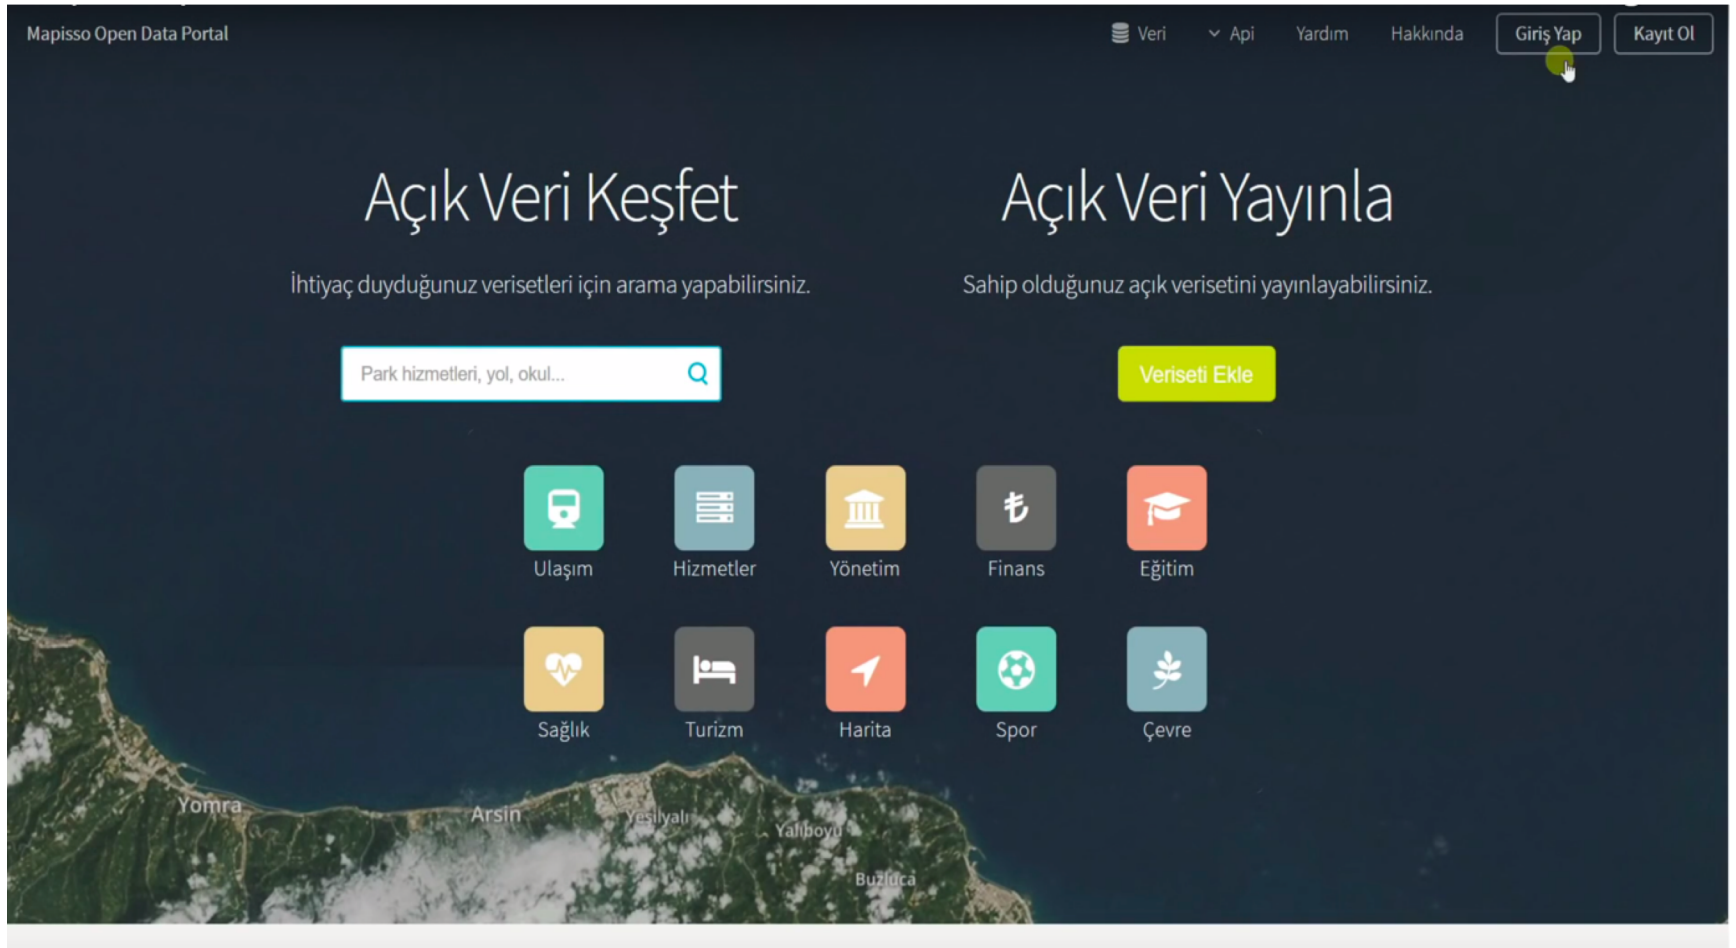 Mapisso Open Data Portal
Veri
Api
Yardım
Hakkında
Giriş Yap
Kayıt Ol
Açık Veri Keşfet
İhtiyaç duyduğunuz verisetleri için arama yapabilirsiniz.
Park hizmetleri, yol, okul...
Açık Veri Yayınla
Sahip olduğunuz açık verisetini yayınlayabilirsiniz.
Veriseti Ekle
Ulaşım
Hizmetler
Yönetim
Finans
Eğitim
Sağlık
Turizm
Harita
Spor
Çevre
Yomra
Arsin
Yeşilyalı
Yalıboyu
Buzluca